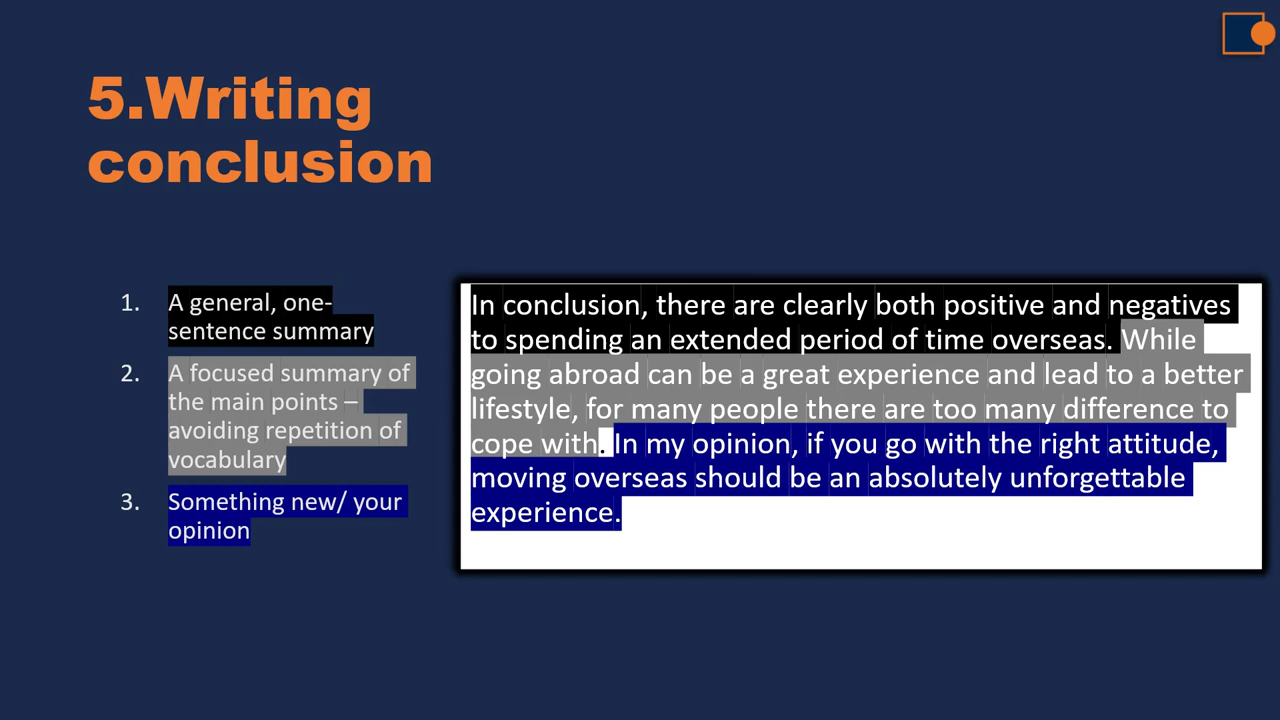 5.Writing
conclusion
1. A general, one-
sentence summary
2. A focused summary of
the main points –
avoiding repetition of
vocabulary
3. Something new/ your
opinion
In conclusion, there are clearly both positive and negatives
to spending an extended period of time overseas. While
going abroad can be a great experience and lead to a better
lifestyle, for many people there are too many difference to
cope with. In my opinion, if you go with the right attitude,
moving overseas should be an absolutely unforgettable
experience.